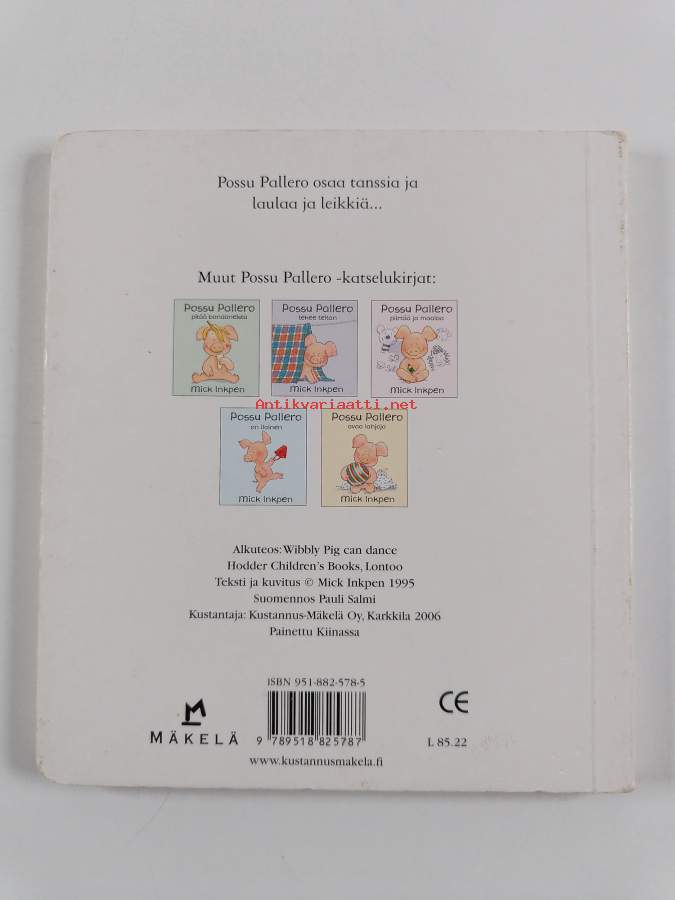 Possu Pallero osaa tanssia ja
laulaa ja leikkiä...
Muut Possu Pallero -katselukirjat:
Possu Pallero
pitää banaanekea
Mick Inkpen
Possu Pallero
tekee teltan
Mick Inkpen
Possu Pallero
piirtää ja maalaa
Mick Inkpen
Antikvariaatti.net
Possu Pallero
on iloinen
Mick Inkpen
Possu Pallero
avaa lahjoja
Mick Inkpen
Alkuteos: Wibbly Pig can dance
Hodder Children's Books, Lontoo
Teksti ja kuvitus © Mick Inkpen 1995
Suomennos Pauli Salmi
Kustantaja: Kustannus-Mäkelä Oy, Karkkila 2006
Painettu Kiinassa
ISBN 951-882-578-5
MÄKELÄ
9 789518 825787
CE
L 85.22
www.kustannusmakela.fi